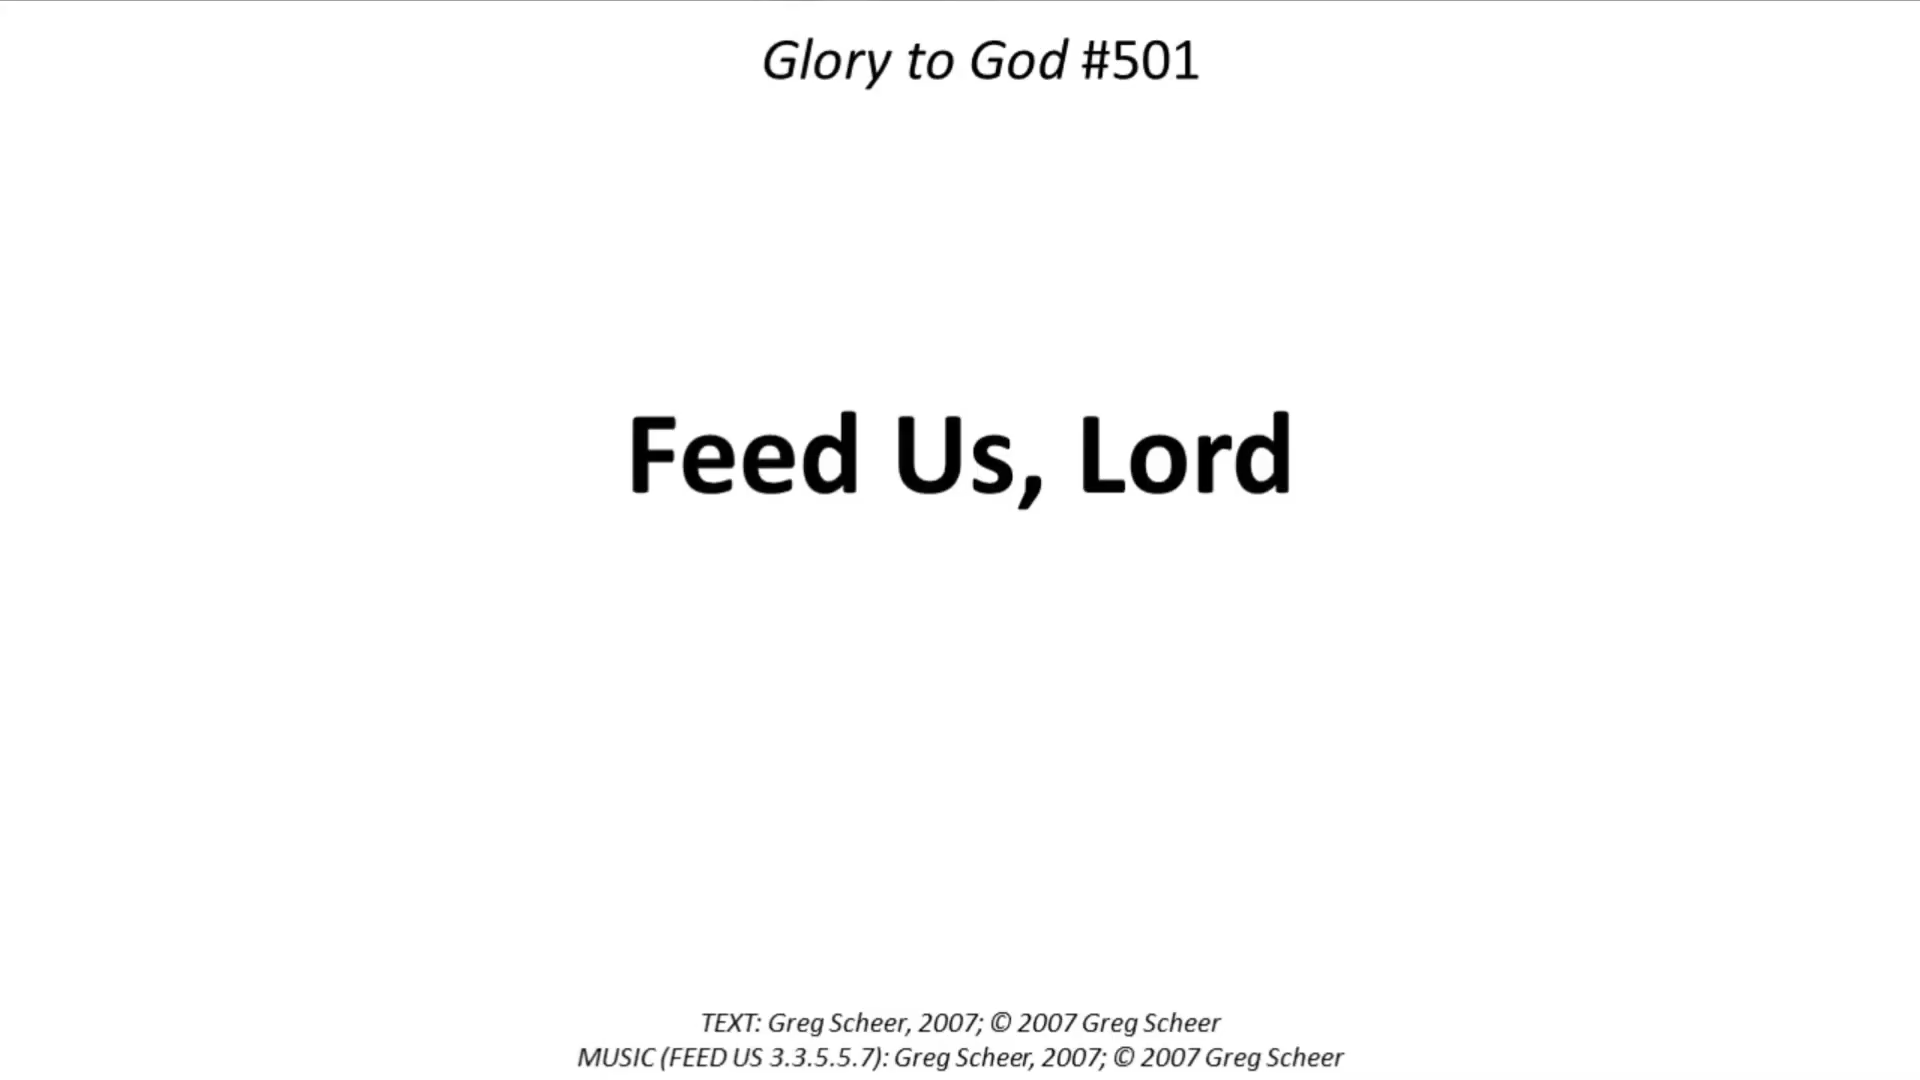 Glory to God #501
Feed Us, Lord
TEXT: Greg Scheer, 2007; © 2007 Greg Scheer
MUSIC (FEED US 3.3.5.5.7): Greg Scheer, 2007; © 2007 Greg Scheer